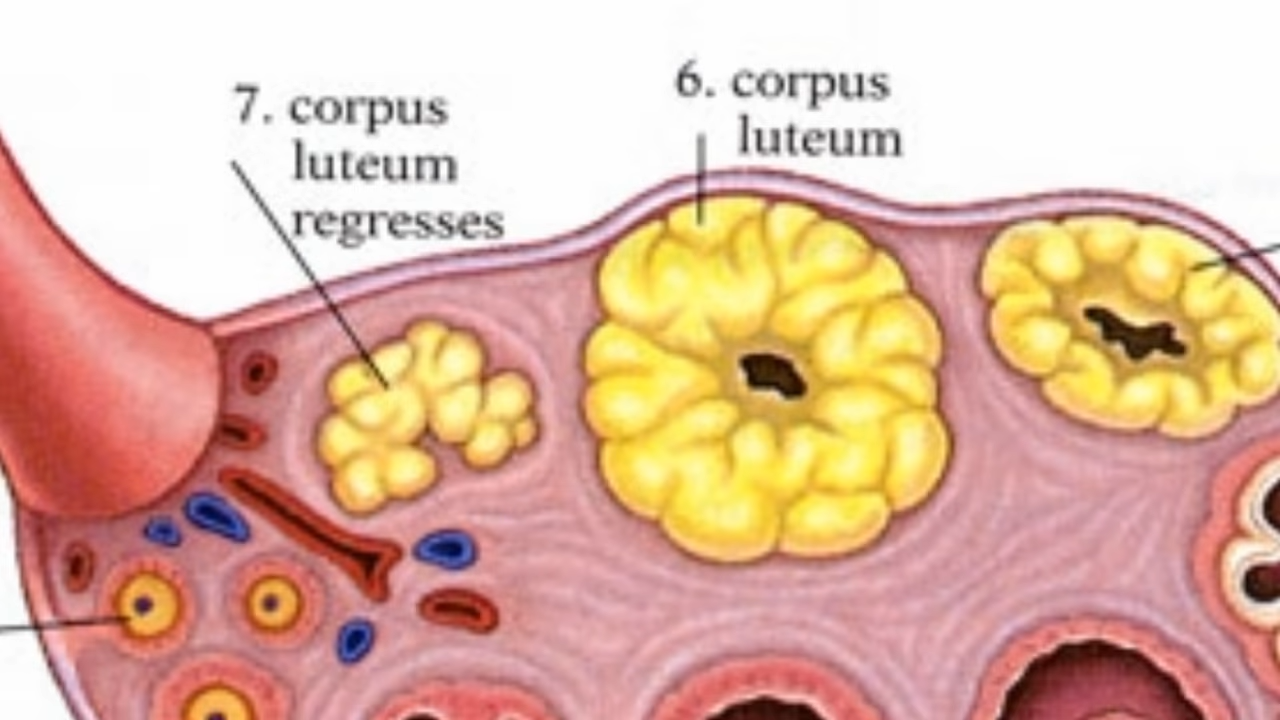 7. corpus
luteum
regresses
6. corpus
luteum